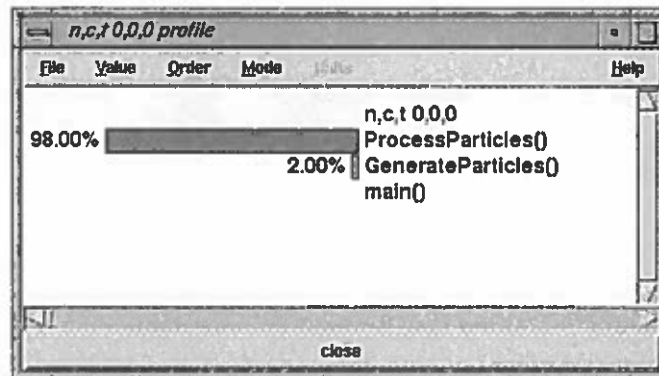 n,c,t 0,0,0 profile
File Value Order Mode Help
n,c,t 0,0,0
98.00% ProcessParticles()
2.00% GenerateParticles()
main()
close